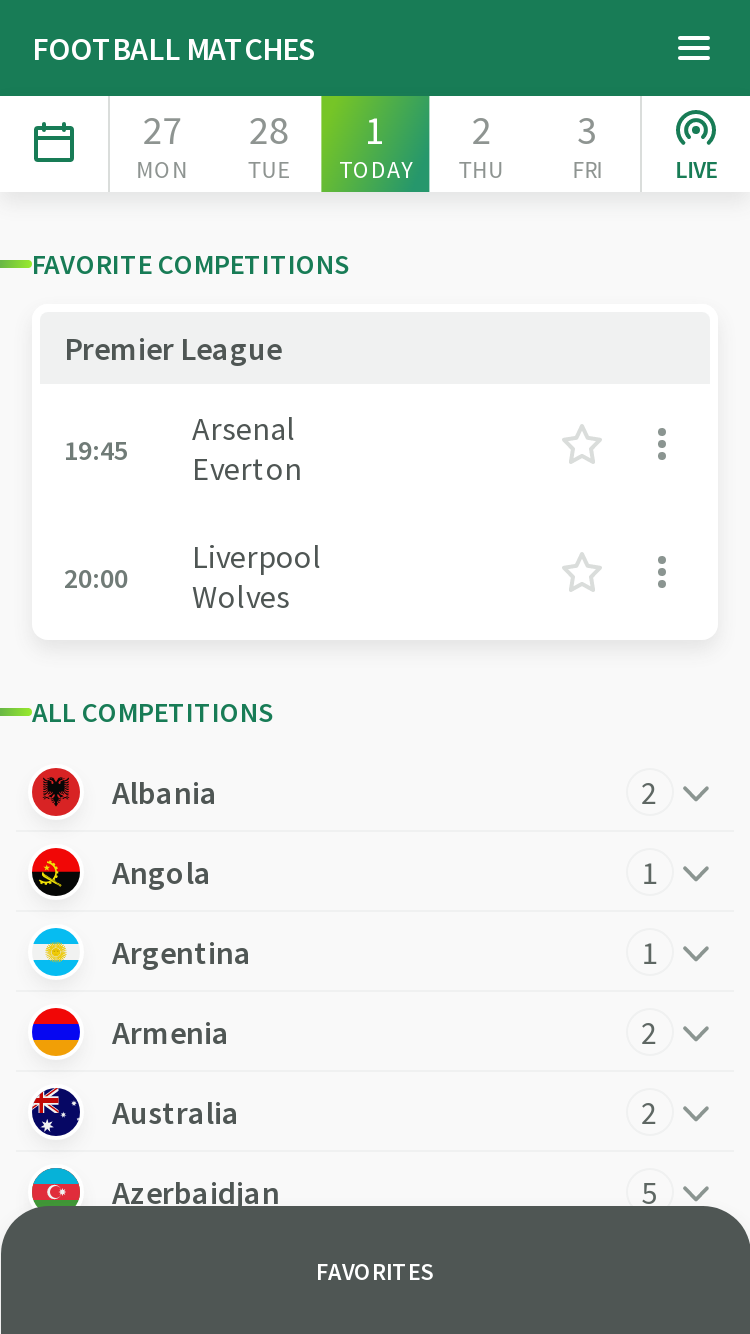 FOOTBALL MATCHES
27 28 1 2 3
MON TUE TODAY THU FRI LIVE
FAVORITE COMPETITIONS
Premier League
19:45
Arsenal
Everton
20:00
Liverpool
Wolves
ALL COMPETITIONS
Albania 2
Angola 1
Argentina 1
Armenia 2
Australia 2
Azerbaidjan 5
FAVORITES